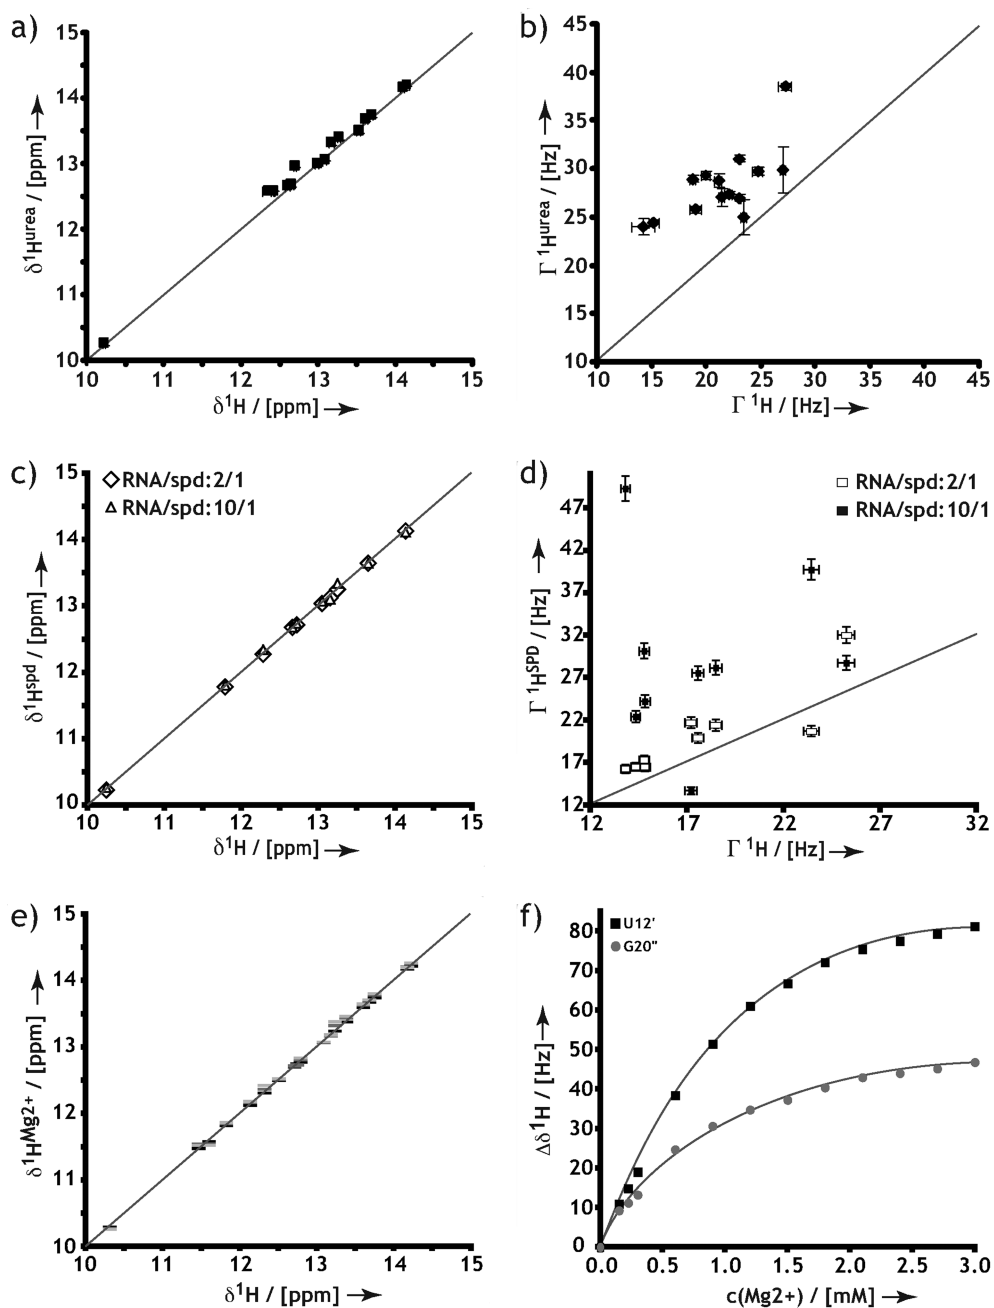 a)
15
14
13
12
11
10
δ¹Hᵘʳᵉᵃ / [ppm]
10 11 12 13 14 15
δ¹H / [ppm]
b)
45
40
35
30
25
20
15
10
Γ ¹Hᵘʳᵉᵃ / [Hz]
10 15 20 25 30 35 40 45
Γ ¹H / [Hz]
c)
15
14
13
12
11
10
RNA/spd:2/1
RNA/spd:10/1
δ¹Hˢᵖᵈ / [ppm]
10 11 12 13 14 15
δ¹H / [ppm]
d)
47
42
37
32
27
22
17
12
RNA/spd:2/1
RNA/spd:10/1
Γ ¹Hˢᴾᴰ / [Hz]
12 17 22 27 32
Γ ¹H / [Hz]
e)
15
14
13
12
11
10
δ¹Hᴹᵍ²⁺ / [ppm]
10 11 12 13 14 15
δ¹H / [ppm]
f)
80
70
60
50
40
30
20
10
0
U12'
G20"
Δδ¹H / [Hz]
0.0 0.5 1.0 1.5 2.0 2.5 3.0
c(Mg2+) / [mM]